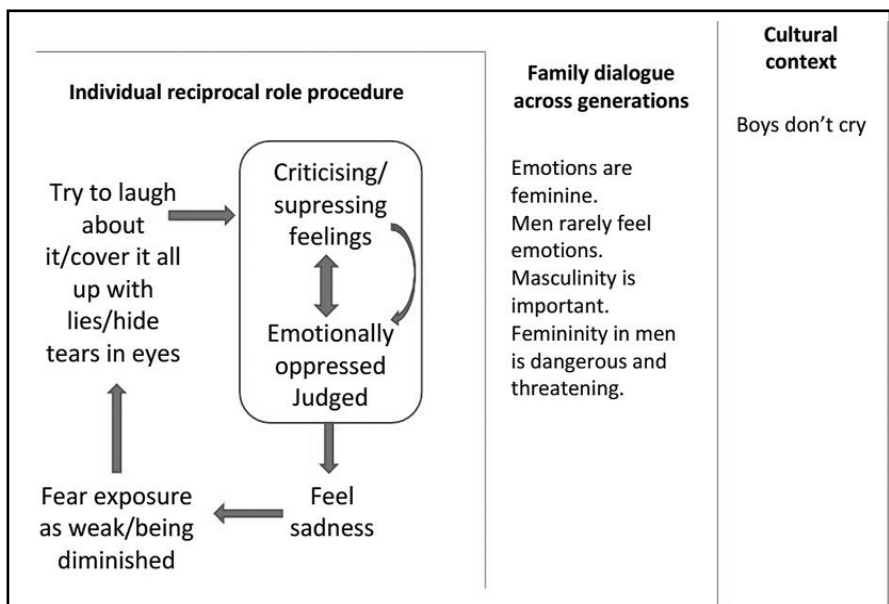 Individual reciprocal role procedure
Try to laugh
about
it/cover it all
up with
lies/hide
tears in eyes
Criticising/
supressing
feelings
Emotionally
oppressed
Judged
Fear exposure
as weak/being
diminished
Feel
sadness
Family dialogue
across generations
Emotions are
feminine.
Men rarely feel
emotions.
Masculinity is
important.
Femininity in men
is dangerous and
threatening.
Cultural
context
Boys don’t cry